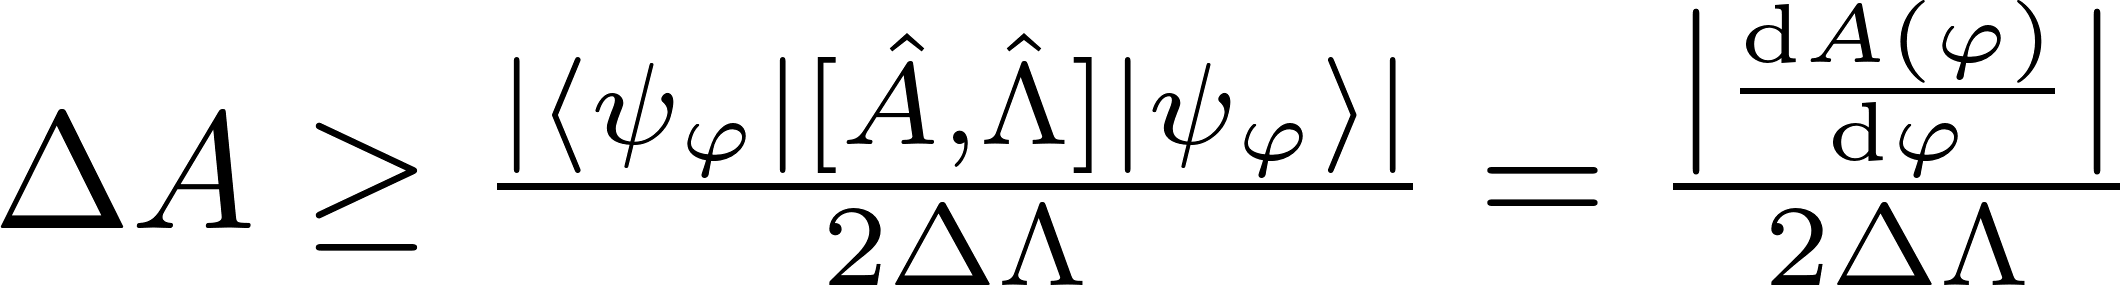 ΔA ≥ |⟨ψ_φ|[Â, Λ̂]|ψ_φ⟩| / 2ΔΛ = |dA(φ)/dφ| / 2ΔΛ